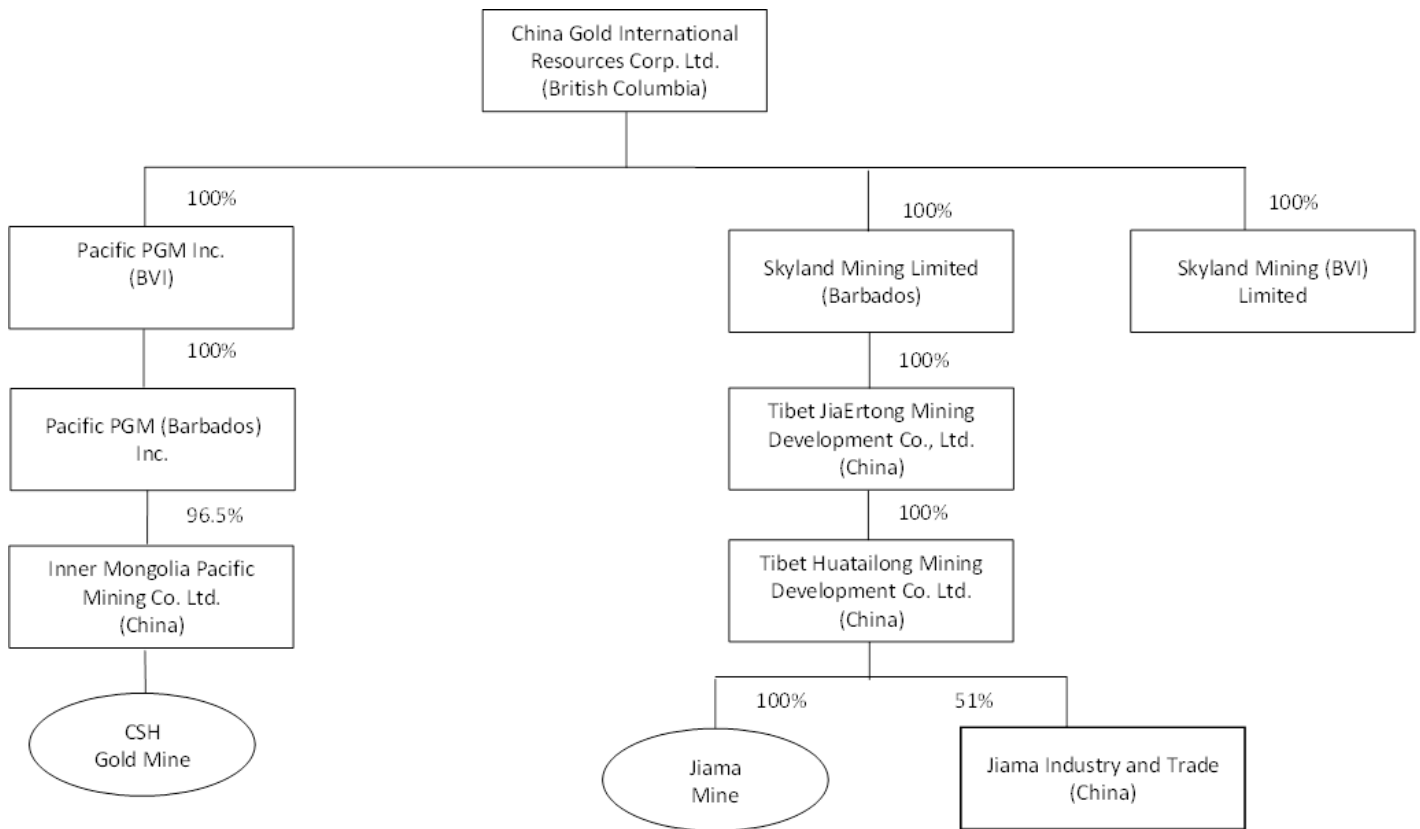 China Gold International
Resources Corp. Ltd.
(British Columbia)
100%
100%
100%
Pacific PGM Inc.
(BVI)
Skyland Mining Limited
(Barbados)
Skyland Mining (BVI)
Limited
100%
100%
Pacific PGM (Barbados)
Inc.
Tibet JiaErtong Mining
Development Co., Ltd.
(China)
96.5%
100%
Inner Mongolia Pacific
Mining Co. Ltd.
(China)
Tibet Huatailong Mining
Development Co. Ltd.
(China)
100%
51%
CSH
Gold Mine
Jiama
Mine
Jiama Industry and Trade
(China)